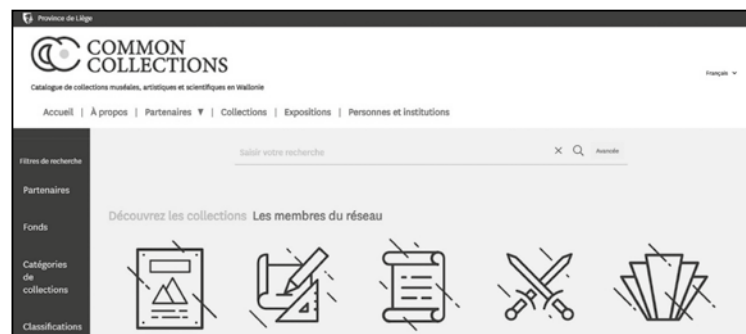 Province de Liège
COMMON
COLLECTIONS
Catalogue de collections muséales, artistiques et scientifiques en Wallonie
Français
Accueil | À propos | Partenaires ▼ | Collections | Expositions | Personnes et institutions
Saisir votre recherche
Avancée
Filtres de recherche
Partenaires
Fonds
Catégories
de
collections
Classifications
Découvrez les collections Les membres du réseau